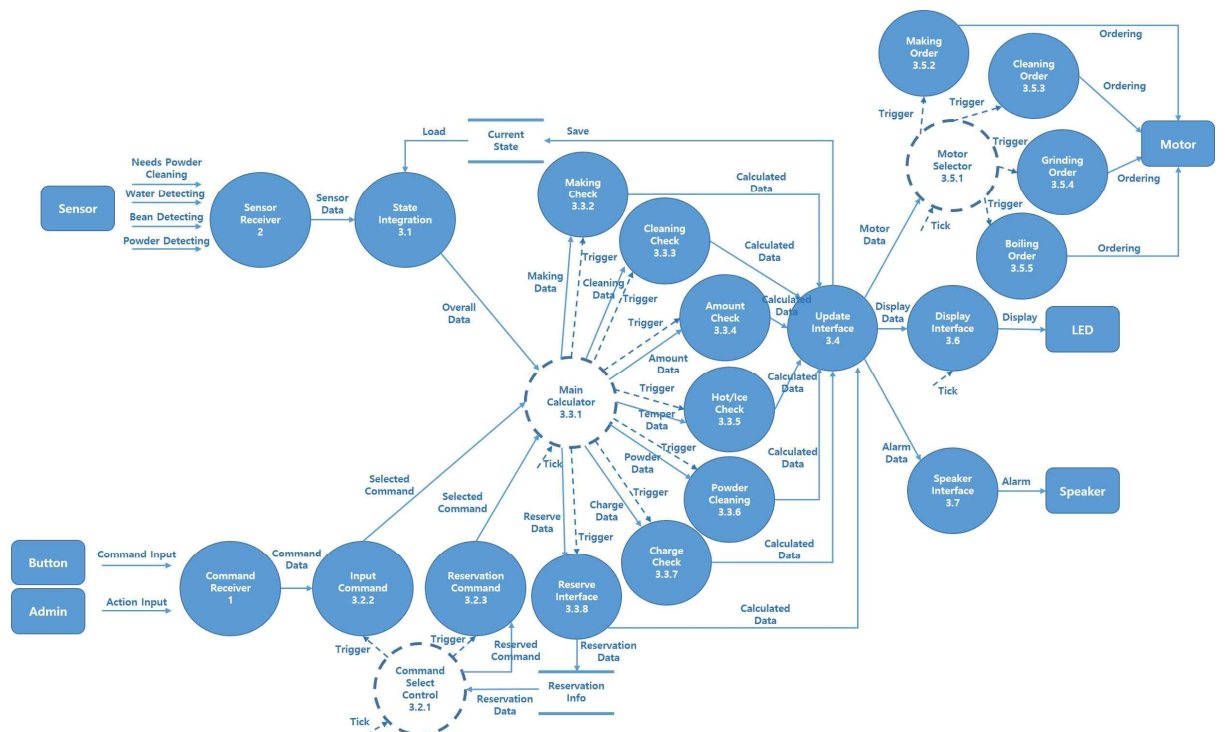 Making
Order
3.5.2
Ordering
Cleaning
Order
3.5.3
Ordering
Trigger
Trigger
Motor
Selector
3.5.1
Trigger
Grinding
Order
3.5.4
Ordering
Motor
Trigger
Tick
Boiling
Order
3.5.5
Ordering
Load
Current
State
Save
Needs Powder
Cleaning
Water Detecting
Bean Detecting
Powder Detecting
Sensor
Sensor
Receiver
2
Sensor
Data
State
Integration
3.1
Overall
Data
Making
Check
3.3.2
Calculated
Data
Cleaning
Check
3.3.3
Calculated
Data
Making
Data
Trigger
Cleaning
Data
Trigger
Amount
Check
3.3.4
Calculated
Data
Trigger
Amount
Data
Update
Interface
3.4
Motor
Data
Display
Data
Display
Interface
3.6
Display
LED
Tick
Main
Calculator
3.3.1
Tick
Trigger
Temper
Data
Hot/Ice
Check
3.3.5
Calculated
Data
Trigger
Powder
Data
Powder
Cleaning
3.3.6
Calculated
Data
Alarm
Data
Speaker
Interface
3.7
Alarm
Speaker
Selected
Command
Selected
Command
Reserve
Data
Trigger
Charge
Data
Trigger
Charge
Check
3.3.7
Calculated
Data
Button
Command Input
Admin
Action Input
Command
Receiver
1
Command
Data
Input
Command
3.2.2
Reservation
Command
3.2.3
Reserve
Interface
3.3.8
Calculated
Data
Trigger
Trigger
Reserved
Command
Reservation
Data
Command
Select
Control
3.2.1
Tick
Reservation
Data
Reservation
Info